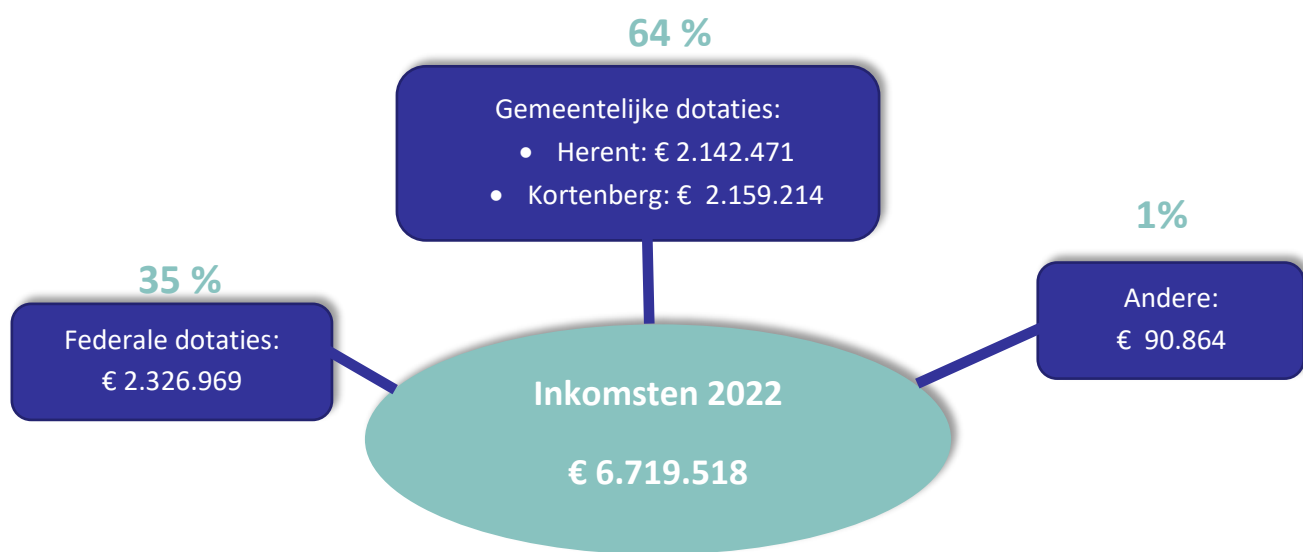 64 %
Gemeentelijke dotaties:
• Herent: € 2.142.471
• Kortenberg: €  2.159.214
1%
Andere:
€  90.864
35 %
Federale dotaties:
€ 2.326.969
Inkomsten 2022
€ 6.719.518